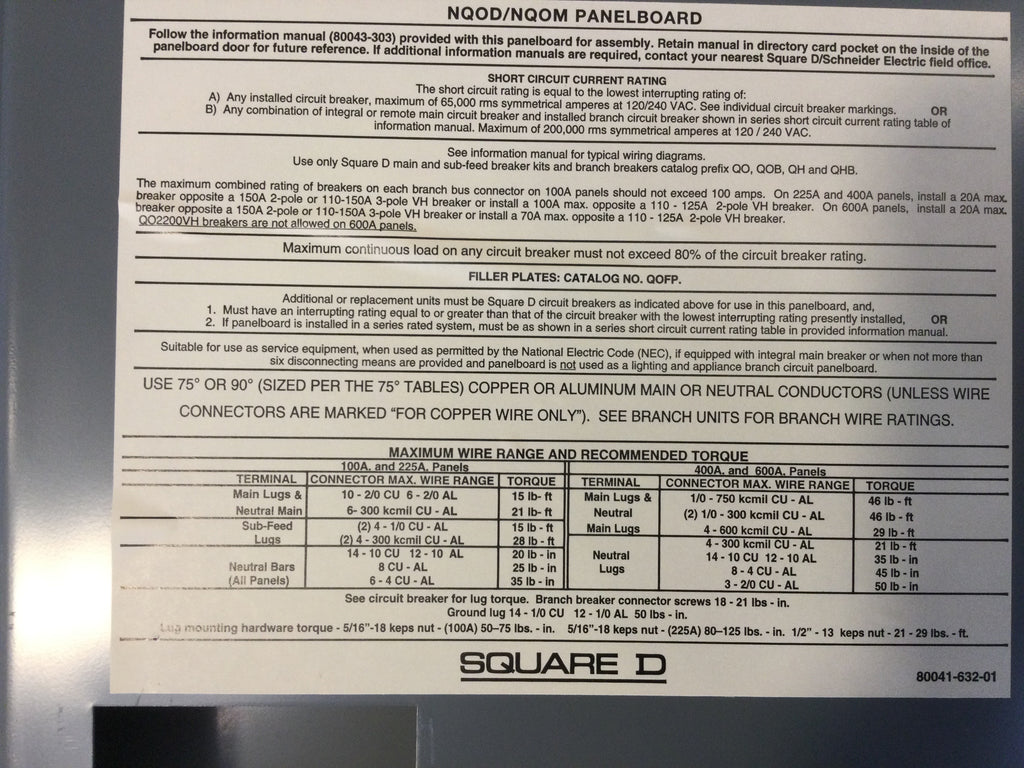 NQOD/NQOM PANELBOARD
Follow the information manual (80043-303) provided with this panelboard for assembly. Retain manual in directory card pocket on the inside of the
panelboard door for future reference. If additional information manuals are required, contact your nearest Square D/Schneider Electric field office.
SHORT CIRCUIT CURRENT RATING
The short circuit rating is equal to the lowest interrupting rating of:
A) Any installed circuit breaker, maximum of 65,000 rms symmetrical amperes at 120/240 VAC. See individual circuit breaker markings. OR
B) Any combination of integral or remote main circuit breaker and installed branch circuit breaker shown in series short circuit current rating table of
information manual. Maximum of 200,000 rms symmetrical amperes at 120 / 240 VAC.
See information manual for typical wiring diagrams.
Use only Square D main and sub-feed breaker kits and branch breakers catalog prefix QO, QOB, QH and QHB.
The maximum combined rating of breakers on each branch bus connector on 100A panels should not exceed 100 amps. On 225A and 400A panels, install a 20A max.
breaker opposite a 150A 2-pole or 110-150A 3-pole VH breaker or install a 100A max. opposite a 110 - 125A 2-pole VH breaker. On 600A panels, install a 20A max.
breaker opposite a 150A 2-pole or 110-150A 3-pole VH breaker or install a 70A max. opposite a 110 - 125A 2-pole VH breaker.
QO2200VH breakers are not allowed on 600A panels.
Maximum continuous load on any circuit breaker must not exceed 80% of the circuit breaker rating.
FILLER PLATES: CATALOG NO. QOFP.
Additional or replacement units must be Square D circuit breakers as indicated above for use in this panelboard, and,
1. Must have an interrupting rating equal to or greater than that of the circuit breaker with the lowest interrupting rating presently installed, OR
2. If panelboard is installed in a series rated system, must be as shown in a series short circuit current rating table in provided information manual.
Suitable for use as service equipment, when used as permitted by the National Electric Code (NEC), if equipped with integral main breaker or when not more than
six disconnecting means are provided and panelboard is not used as a lighting and appliance branch circuit panelboard.
USE 75° OR 90° (SIZED PER THE 75° TABLES) COPPER OR ALUMINUM MAIN OR NEUTRAL CONDUCTORS (UNLESS WIRE
CONNECTORS ARE MARKED "FOR COPPER WIRE ONLY"). SEE BRANCH UNITS FOR BRANCH WIRE RATINGS.
MAXIMUM WIRE RANGE AND RECOMMENDED TORQUE
100A. and 225A. Panels 400A. and 600A. Panels
TERMINAL CONNECTOR MAX. WIRE RANGE TORQUE TERMINAL CONNECTOR MAX. WIRE RANGE TORQUE
Main Lugs & 10 - 2/0 CU 6 - 2/0 AL 15 lb- ft Main Lugs & 1/0 - 750 kcmil CU - AL 46 lb - ft
Neutral Main 6- 300 kcmil CU - AL 21 lb- ft Neutral (2) 1/0 - 300 kcmil CU - AL 46 lb - ft
Sub-Feed (2) 4 - 1/0 CU - AL 15 lb - ft Main Lugs 4 - 600 kcmil CU - AL 29 lb - ft
Lugs (2) 4 - 300 kcmil CU - AL 28 lb - ft 4 - 300 kcmil CU - AL 21 lb - ft
14 - 10 CU 12 - 10 AL 20 lb - in Neutral 14 - 10 CU 12 - 10 AL 35 lb - in
Neutral Bars 8 CU - AL 25 lb - in Lugs 8 - 4 CU - AL 45 lb - in
(All Panels) 6 - 4 CU - AL 35 lb - in 3 - 2/0 CU - AL 50 lb - in
See circuit breaker for lug torque. Branch breaker connector screws 18 - 21 lbs - in.
Ground lug 14 - 1/0 CU 12 - 1/0 AL 50 lbs - in.
Lug mounting hardware torque - 5/16"-18 keps nut - (100A) 50–75 lbs. - in. 5/16"-18 keps nut - (225A) 80–125 lbs. - in. 1/2" - 13 keps nut - 21 - 29 lbs. - ft.
SQUARE D
80041-632-01